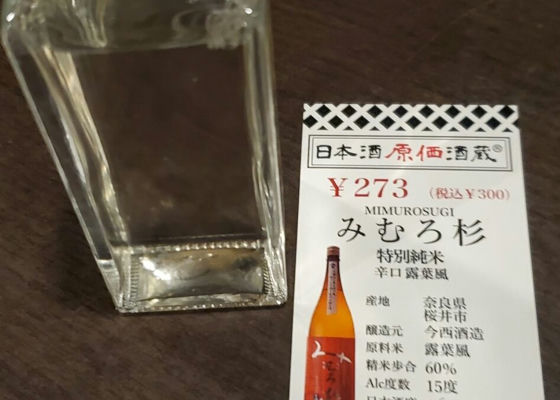 日本酒原価酒蔵®
¥273 (税込¥300)
MIMUROSUGI
みむろ杉
特別純米
辛口 露葉風
産地 奈良県
桜井市
醸造元 今西酒造
原料米 露葉風
精米歩合 60%
Alc度数 15度